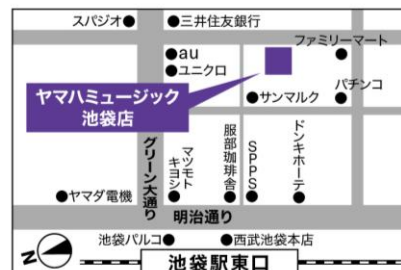 スパジオ
三井住友銀行
ファミリーマート
au
ユニクロ
パチンコ
サンマルク
ヤマハミュージック
池袋店
グリーン大通り
マツモト
キヨシ
服部珈琲舎
SPPS
ドンキホーテ
ヤマダ電機
明治通り
池袋パルコ
西武池袋本店
池袋駅東口
N